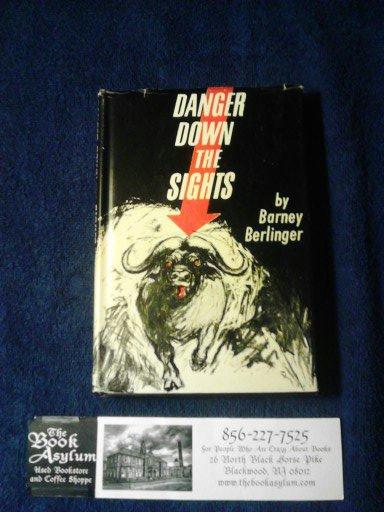 DANGER
DOWN
THE
SIGHTS
by
Barney
Berlinger
The
Book
Asylum
Used Bookstore
and Coffee Shoppe
856-227-7525
For People Who Are Crazy About Books
26 North Black Horse Pike
Blackwood, NJ 08012
www.thebookasylum.com